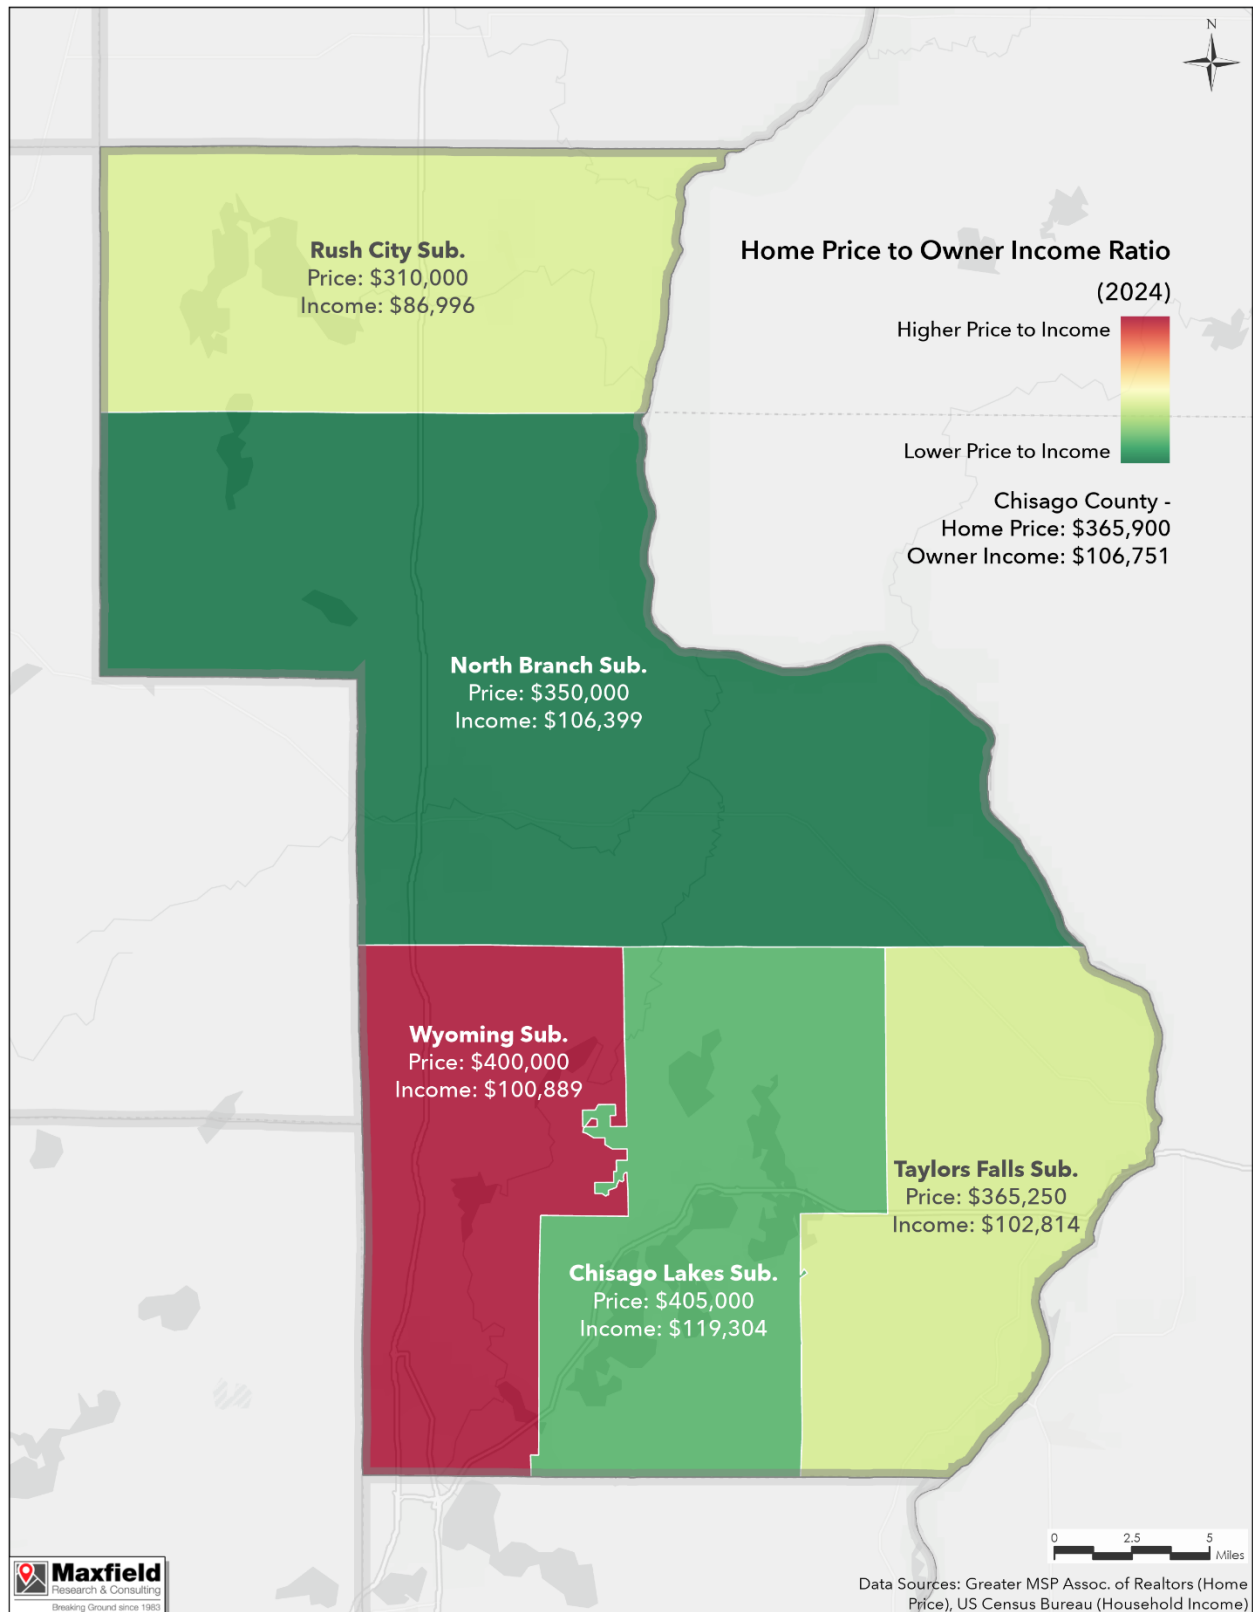 N
Rush City Sub.
Price: $310,000
Income: $86,996
Home Price to Owner Income Ratio
(2024)
Higher Price to Income
Lower Price to Income
Chisago County -
Home Price: $365,900
Owner Income: $106,751
North Branch Sub.
Price: $350,000
Income: $106,399
Wyoming Sub.
Price: $400,000
Income: $100,889
Taylors Falls Sub.
Price: $365,250
Income: $102,814
Chisago Lakes Sub.
Price: $405,000
Income: $119,304
0 2.5 5
Miles
Maxfield
Research & Consulting
Breaking Ground since 1983
Data Sources: Greater MSP Assoc. of Realtors (Home
Price), US Census Bureau (Household Income)